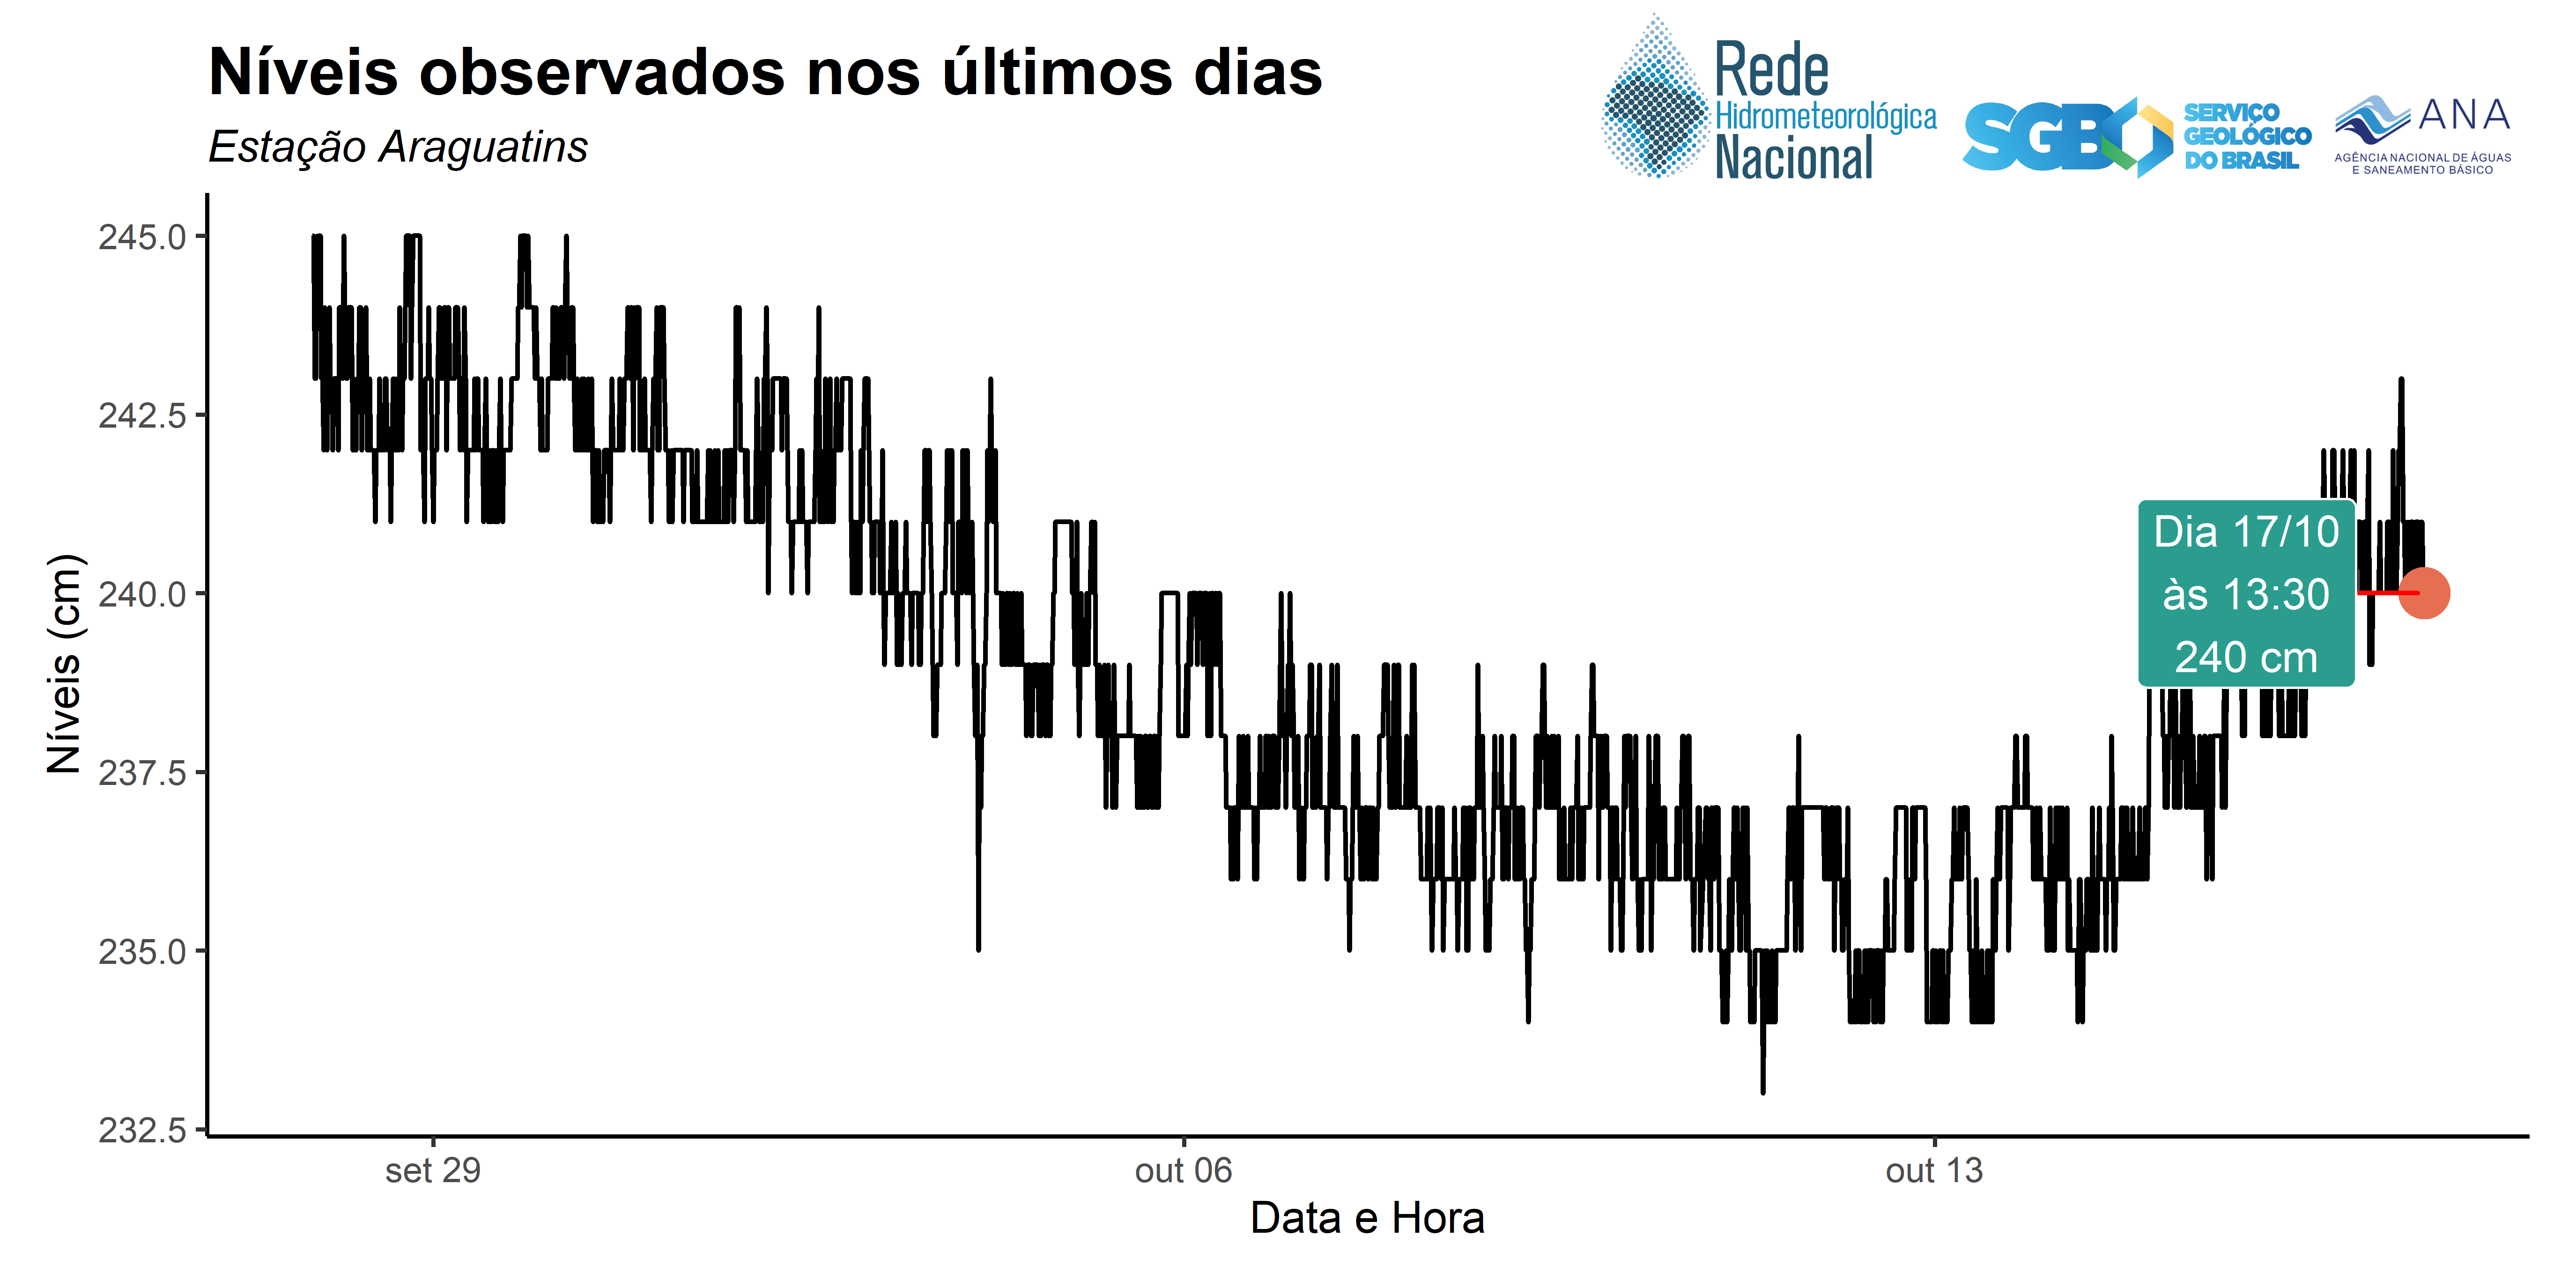 Níveis observados nos últimos dias
Estação Araguatins
Rede
Hidrometeorológica
Nacional
SGB
SERVIÇO
GEOLÓGICO
DO BRASIL
ANA
AGÊNCIA NACIONAL DE ÁGUAS
E SANEAMENTO BÁSICO
Níveis (cm)
245.0
242.5
240.0
237.5
235.0
232.5
Dia 17/10
às 13:30
240 cm
set 29
out 06
out 13
Data e Hora